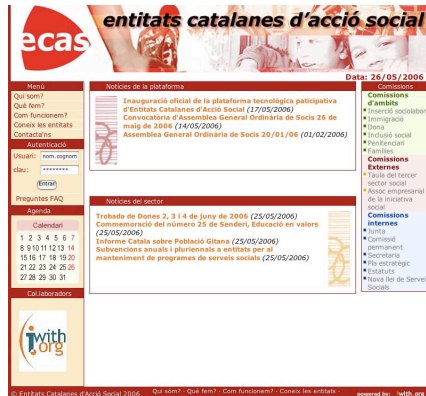 ecas
entitats catalanes d'acció social
Data: 26/05/2006
Menú
Qui som?
Què fem?
Com funcionem?
Coneix les entitats
Contacta'ns
Autenticació
Usuari: nom.cognom
clau: ********
Entrar
Preguntes FAQ
Agenda
Calendari
1 2 3 4 5 6 7
8 9 10 11 12 13 14
15 16 17 18 19 20
21 22 23 24 25 26
27 28 29 30 31
Col.laboradors
iwith
.org
Notícies de la plataforma
Inauguració oficial de la plataforma tecnològica paticipativa
d'Entitats Catalanes d'Acció Social (17/05/2006)
Convocatòria d'Assemblea General Ordinària de Socis 26 de
maig de 2006 (14/05/2006)
Assemblea General Ordinària de Socis 20/01/06 (01/02/2006)
Notícies del sector
Trobada de Dones 2, 3 i 4 de juny de 2006 (25/05/2006)
Commemoració del número 25 de Senderi, Educació en valors
(25/05/2006)
Informe Català sobre Població Gitana (25/05/2006)
Subvencions anuals i pluriennals a entitats per al
manteniment de programes de serveis socials (25/05/2006)
Comissions
Comissions
d'ambits
Inserció sociolabor
Immigració
Dona
Inclusió social
Penitenciari
Famílies
Comissions
Externes
Taula del tercer
sector social
Assoc empresarial
de la iniciativa
social
Comissions
internes
Junta
Comissió
permanent
Secretaria
Pla estratègic
Estatuts
Nova llei de Servei
Socials
© Entitats Catalanes d'Acció Social 2006
Qui sóm? - Què fem? - Com funcionem? - Coneix les entitats -
powered by: iwith.org